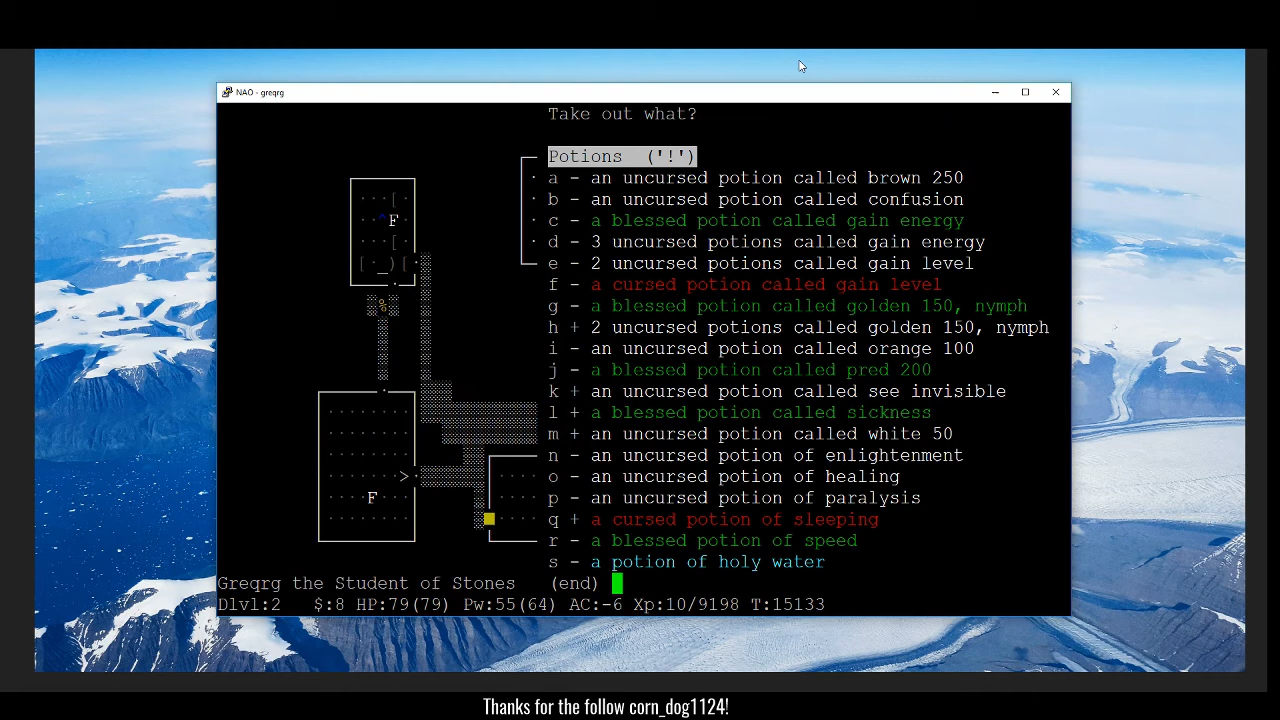 NAO - greqrg
Take out what?
Potions  ('!')
a - an uncursed potion called brown 250
b - an uncursed potion called confusion
c - a blessed potion called gain energy
d - 3 uncursed potions called gain energy
e - 2 uncursed potions called gain level
f - a cursed potion called gain level
g - a blessed potion called golden 150, nymph
h + 2 uncursed potions called golden 150, nymph
i - an uncursed potion called orange 100
j - a blessed potion called pred 200
k + an uncursed potion called see invisible
l + a blessed potion called sickness
m + an uncursed potion called white 50
n - an uncursed potion of enlightenment
o - an uncursed potion of healing
p - an uncursed potion of paralysis
q + a cursed potion of sleeping
r - a blessed potion of speed
s - a potion of holy water
(end)
F
F
Greqrg the Student of Stones
Dlvl:2 $:8 HP:79(79) Pw:55(64) AC:-6 Xp:10/9198 T:15133
Thanks for the follow corn_dog1124!